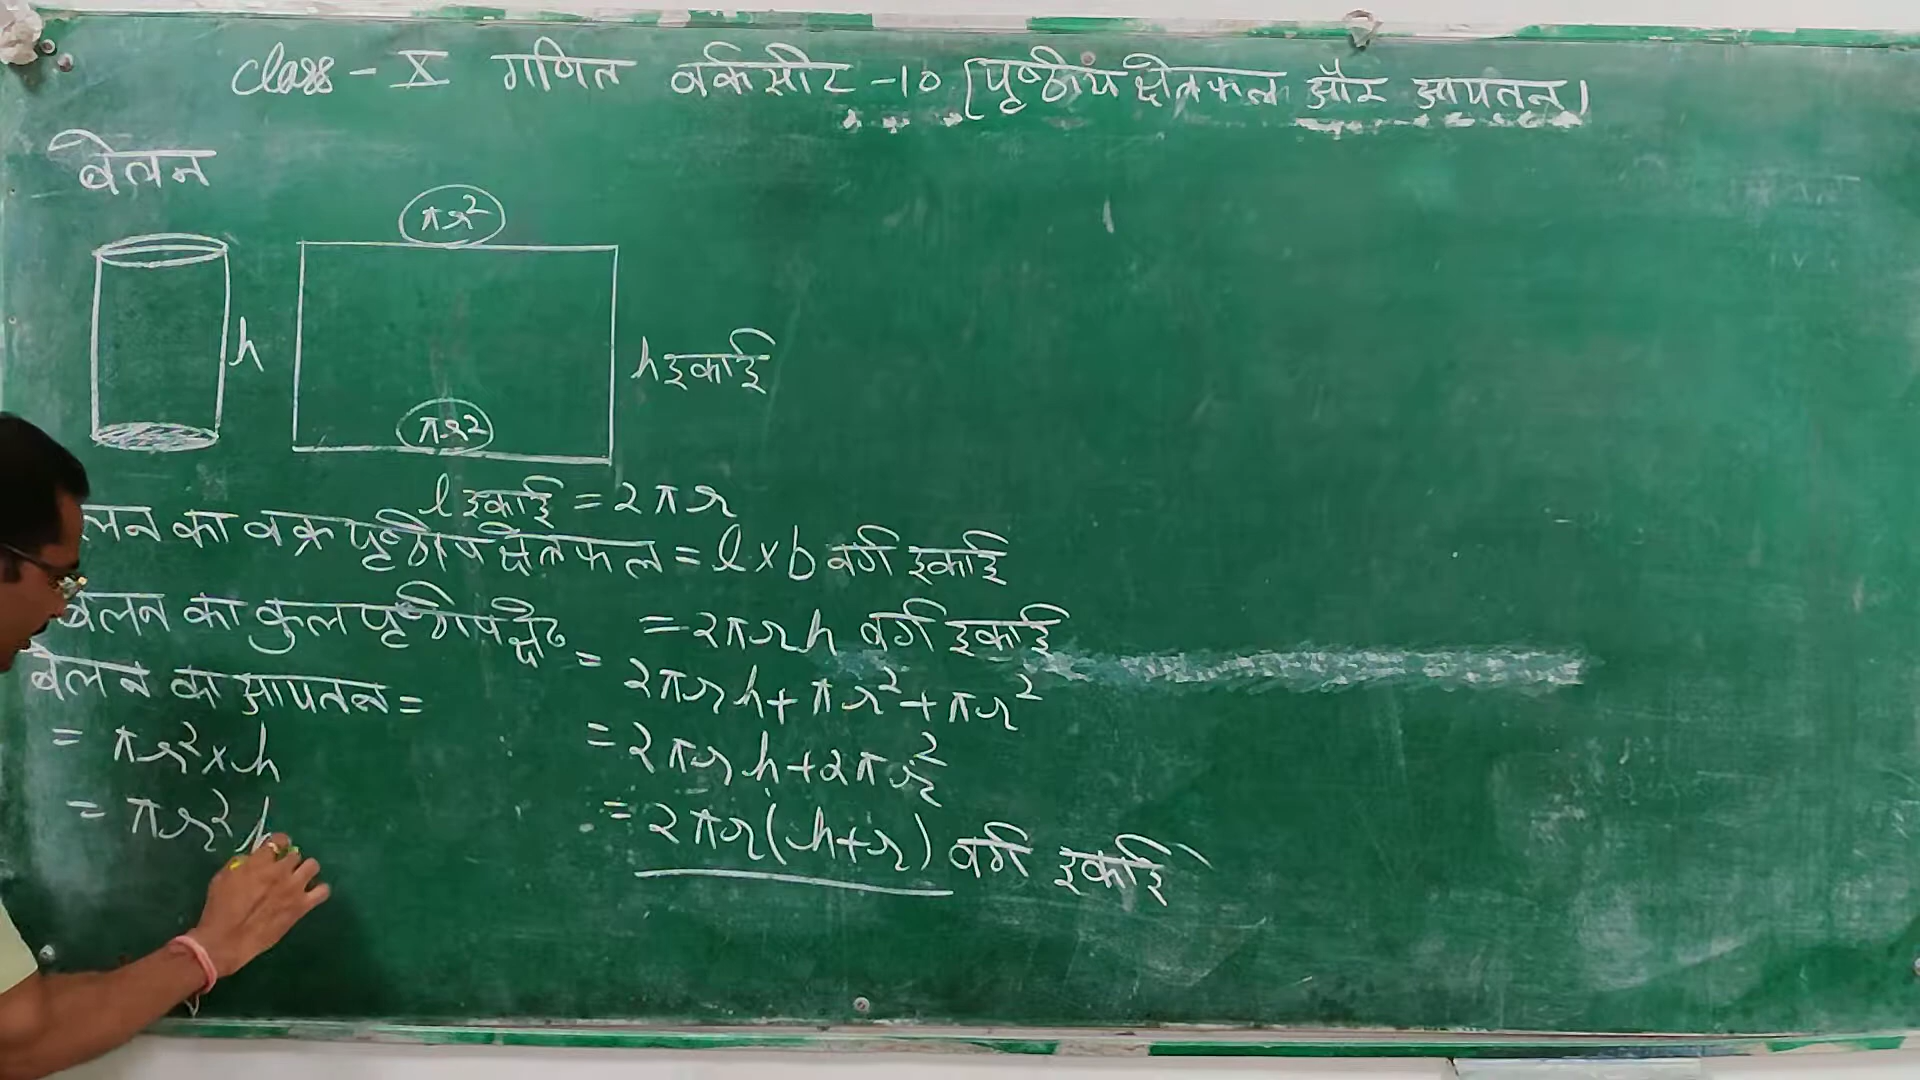 Class - X गणित वर्कसीट -10 [पृष्ठीय क्षेत्रफल और आयतन]
बेलन
πr²
h
h इकाई
πr²
l इकाई = 2πr
लन का वक्र पृष्ठीय क्षेत्रफल = l × b वर्ग इकाई
= 2πrh वर्ग इकाई
बेलन का कुल पृष्ठीय क्षे॰ = 2πrh + πr² + πr²
= 2πrh + 2πr²
= 2πr(h+r) वर्ग इकाई
बेलन का आयतन =
= πr² × h
= πr²h